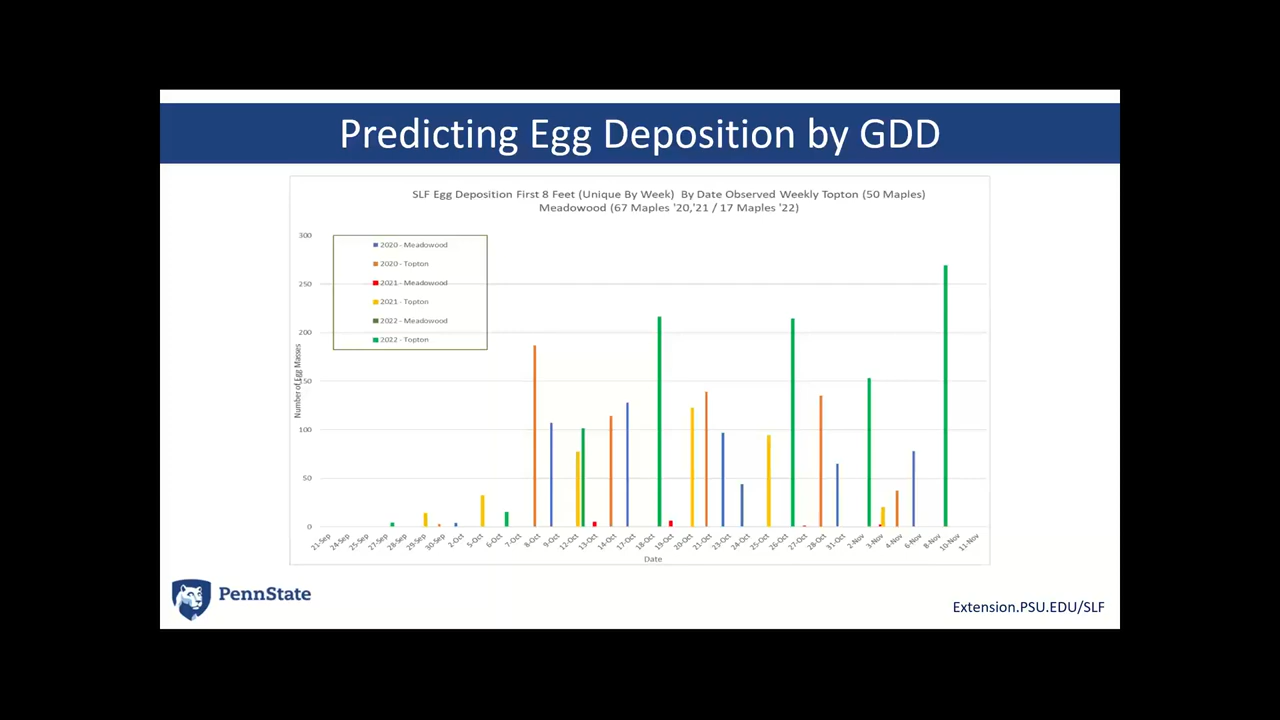 Predicting Egg Deposition by GDD
SLF Egg Deposition First 8 Feet (Unique By Week) By Date Observed Weekly Topton (50 Maples)
Meadowood (67 Maples '20,'21 / 17 Maples '22)
2020 - Meadowood
2020 - Topton
2021 - Meadowood
2021 - Topton
2022 - Meadowood
2022 - Topton
300
250
200
150
100
50
0
Number of Egg Masses
21-Sep
24-Sep
25-Sep
27-Sep
28-Sep
29-Sep
30-Sep
2-Oct
5-Oct
6-Oct
7-Oct
8-Oct
9-Oct
12-Oct
13-Oct
14-Oct
17-Oct
18-Oct
19-Oct
20-Oct
21-Oct
23-Oct
24-Oct
25-Oct
26-Oct
27-Oct
28-Oct
31-Oct
2-Nov
3-Nov
4-Nov
6-Nov
8-Nov
10-Nov
11-Nov
Date
PennState
Extension.PSU.EDU/SLF